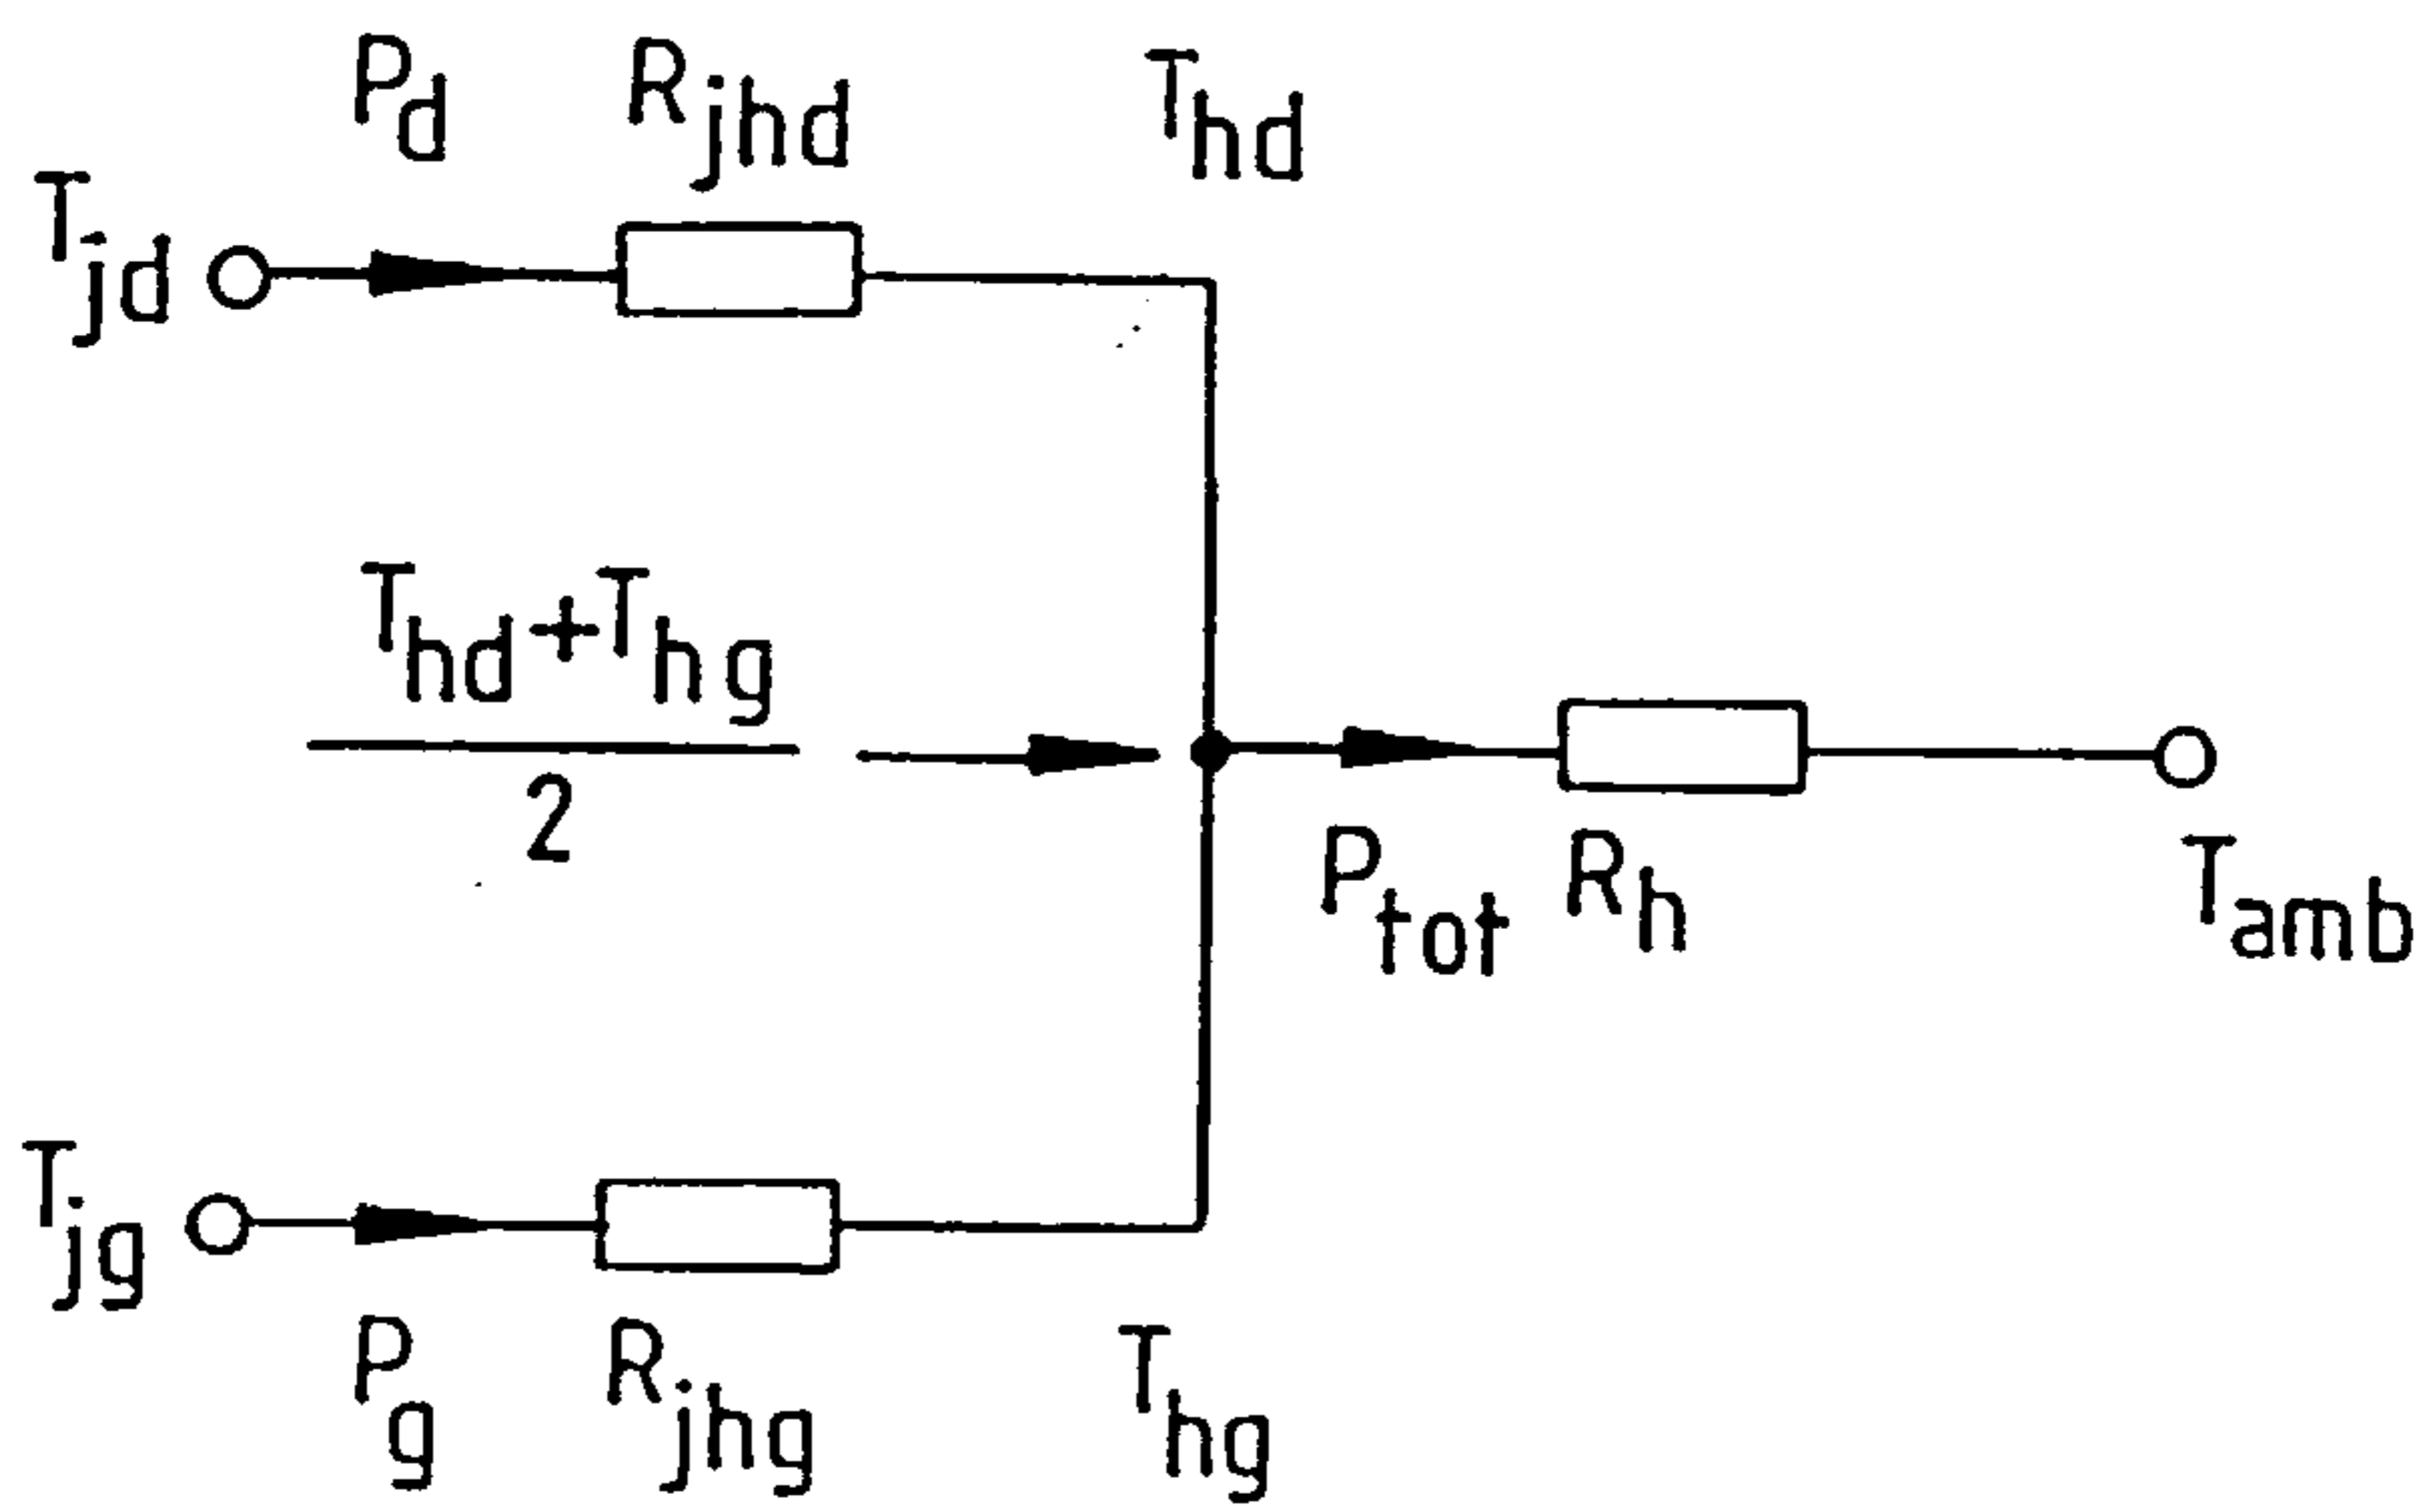 P_d R_jhd T_hd
T_jd
T_hd+T_hg
2
P_tot R_h T_amb
T_jg
P_g R_jhg T_hg